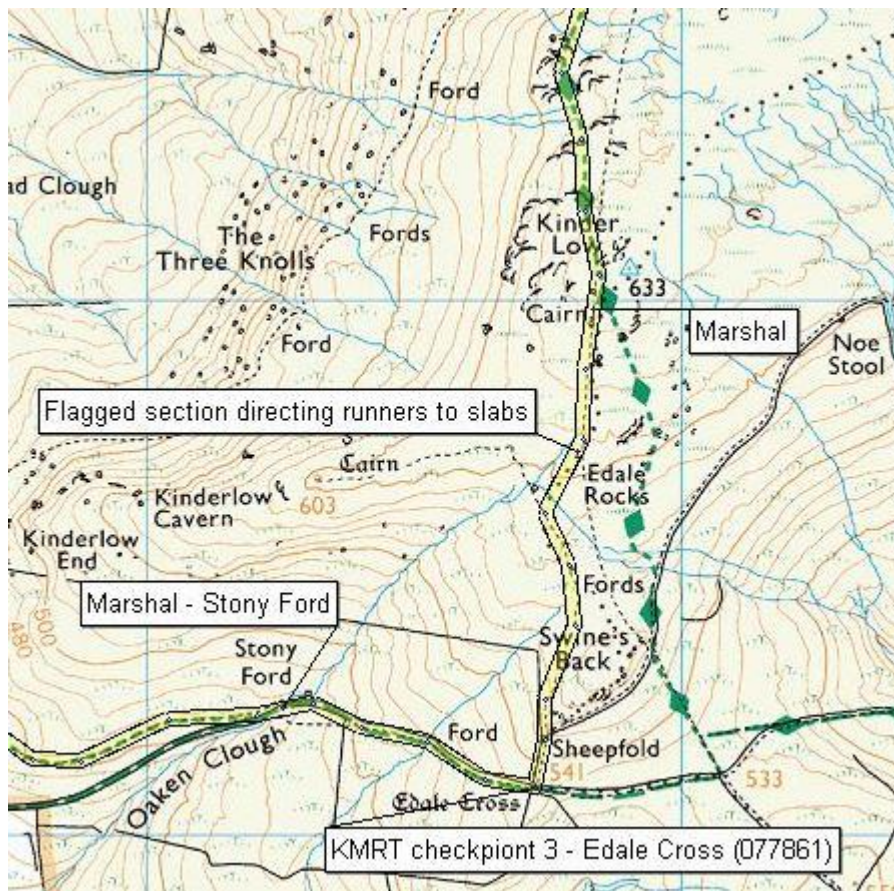 Ford
ad Clough
The
Three Knolls
Fords
Kinder
Lo
633
Cairn
Marshal
Noe
Stool
Ford
Flagged section directing runners to slabs
Cairn
Edale
Rocks
Kinderlow
Cavern
603
Kinderlow
End
Fords
Marshal - Stony Ford
500
480
Swine's
Back
Stony
Ford
Ford
Sheepfold
Oaken Clough
541
533
Edale Cross
KMRT checkpiont 3 - Edale Cross (077861)